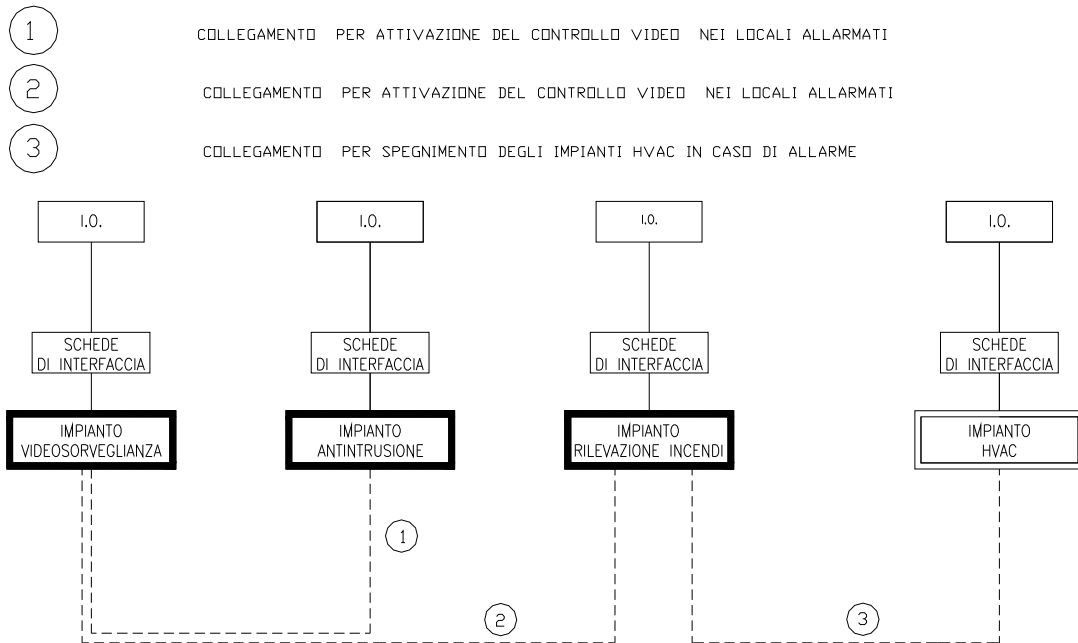 1 COLLEGAMENTO PER ATTIVAZIONE DEL CONTROLLO VIDEO NEI LOCALI ALLARMATI
2 COLLEGAMENTO PER ATTIVAZIONE DEL CONTROLLO VIDEO NEI LOCALI ALLARMATI
3 COLLEGAMENTO PER SPEGNIMENTO DEGLI IMPIANTI HVAC IN CASO DI ALLARME
I.O. I.O. I.O. I.O.
SCHEDE SCHEDE SCHEDE SCHEDE
DI INTERFACCIA DI INTERFACCIA DI INTERFACCIA DI INTERFACCIA
IMPIANTO IMPIANTO IMPIANTO IMPIANTO
VIDEOSORVEGLIANZA ANTINTRUSIONE RILEVAZIONE INCENDI HVAC
1
2 3